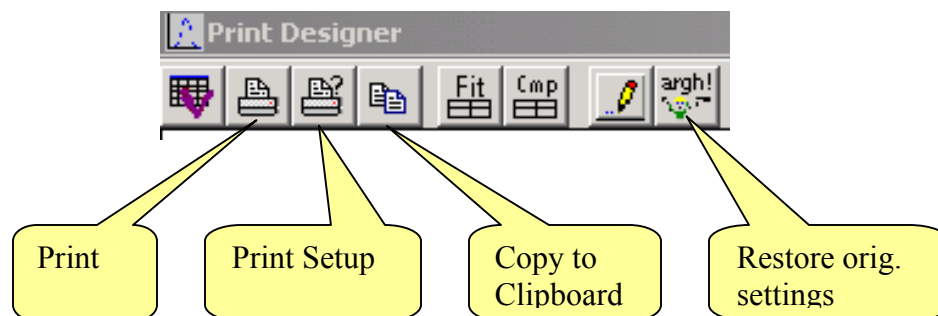 Print Designer
Fit Cmp argh!
Print
Print Setup
Copy to
Clipboard
Restore orig.
settings